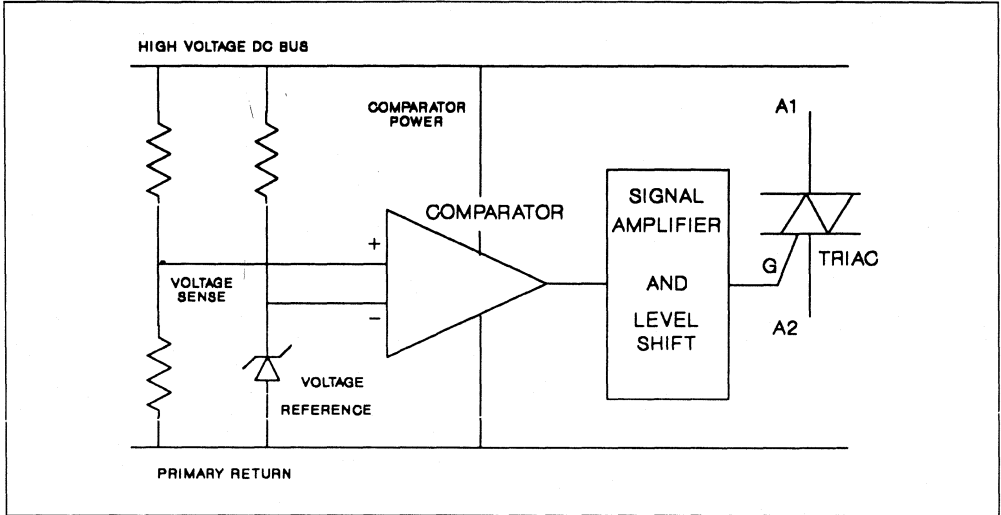 HIGH VOLTAGE DC BUS
COMPARATOR
POWER
A1
COMPARATOR
SIGNAL
AMPLIFIER
AND
LEVEL
SHIFT
+
−
VOLTAGE
SENSE
G
TRIAC
A2
VOLTAGE
REFERENCE
PRIMARY RETURN